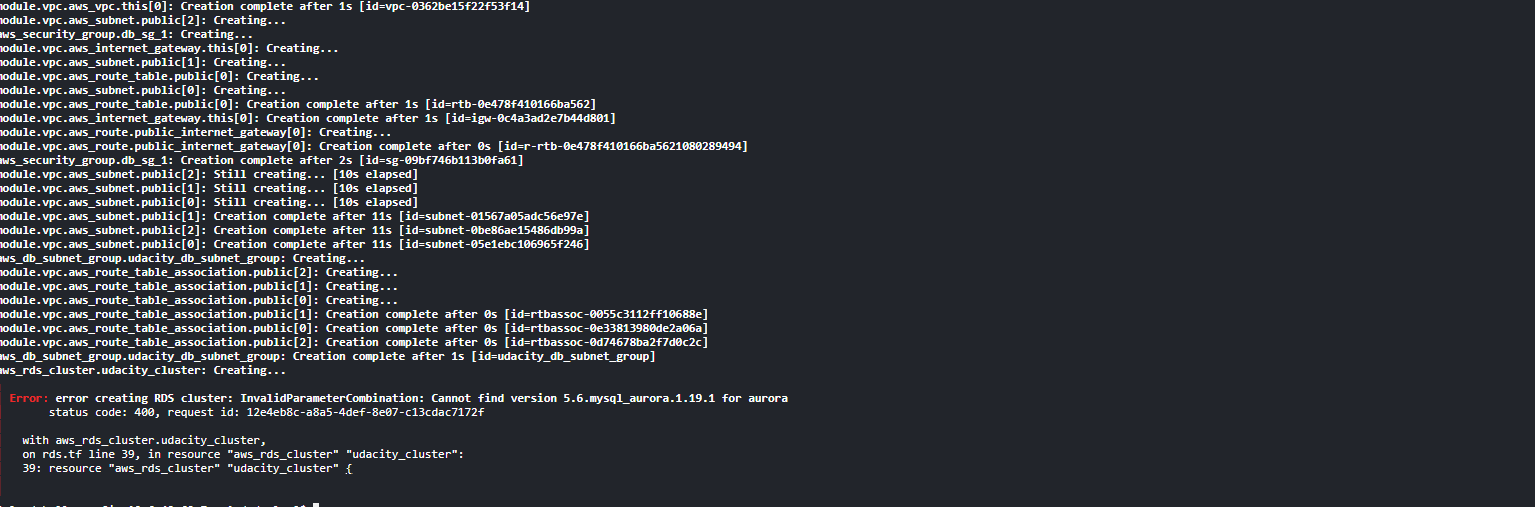 module.vpc.aws_vpc.this[0]: Creation complete after 1s [id=vpc-0362be15f22f53f14]
module.vpc.aws_subnet.public[2]: Creating...
aws_security_group.db_sg_1: Creating...
module.vpc.aws_internet_gateway.this[0]: Creating...
module.vpc.aws_subnet.public[1]: Creating...
module.vpc.aws_route_table.public[0]: Creating...
module.vpc.aws_subnet.public[0]: Creating...
module.vpc.aws_route_table.public[0]: Creation complete after 1s [id=rtb-0e478f410166ba562]
module.vpc.aws_internet_gateway.this[0]: Creation complete after 1s [id=igw-0c4a3ad2e7b44d801]
module.vpc.aws_route.public_internet_gateway[0]: Creating...
module.vpc.aws_route.public_internet_gateway[0]: Creation complete after 0s [id=r-rtb-0e478f410166ba5621080289494]
aws_security_group.db_sg_1: Creation complete after 2s [id=sg-09bf746b113b0fa61]
module.vpc.aws_subnet.public[2]: Still creating... [10s elapsed]
module.vpc.aws_subnet.public[1]: Still creating... [10s elapsed]
module.vpc.aws_subnet.public[0]: Still creating... [10s elapsed]
module.vpc.aws_subnet.public[1]: Creation complete after 11s [id=subnet-01567a05adc56e97e]
module.vpc.aws_subnet.public[2]: Creation complete after 11s [id=subnet-0be86ae15486db99a]
module.vpc.aws_subnet.public[0]: Creation complete after 11s [id=subnet-05e1ebc106965f246]
aws_db_subnet_group.udacity_db_subnet_group: Creating...
module.vpc.aws_route_table_association.public[2]: Creating...
module.vpc.aws_route_table_association.public[1]: Creating...
module.vpc.aws_route_table_association.public[0]: Creating...
module.vpc.aws_route_table_association.public[1]: Creation complete after 0s [id=rtbassoc-0055c3112ff10688e]
module.vpc.aws_route_table_association.public[0]: Creation complete after 0s [id=rtbassoc-0e33813980de2a06a]
module.vpc.aws_route_table_association.public[2]: Creation complete after 0s [id=rtbassoc-0d74678ba2f7d0c2c]
aws_db_subnet_group.udacity_db_subnet_group: Creation complete after 1s [id=udacity_db_subnet_group]
aws_rds_cluster.udacity_cluster: Creating...
Error: error creating RDS cluster: InvalidParameterCombination: Cannot find version 5.6.mysql_aurora.1.19.1 for aurora
status code: 400, request id: 12e4eb8c-a8a5-4def-8e07-c13cdac7172f
with aws_rds_cluster.udacity_cluster,
on rds.tf line 39, in resource "aws_rds_cluster" "udacity_cluster":
39: resource "aws_rds_cluster" "udacity_cluster" {